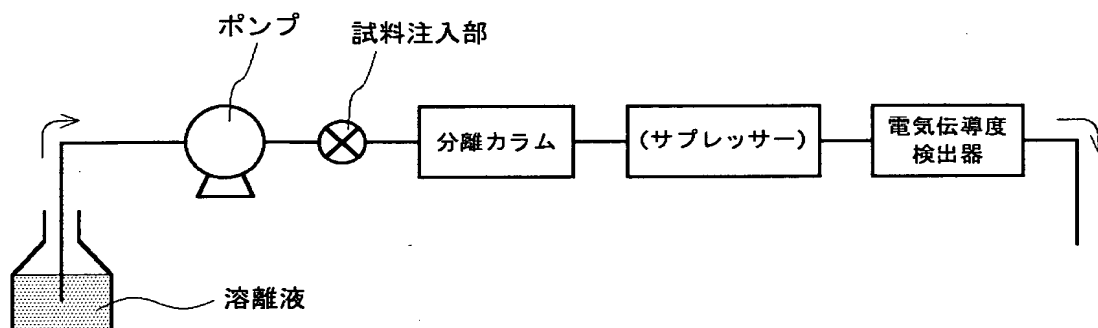 ポンプ
試料注入部
分離カラム
(サプレッサー)
電気伝導度
検出器
溶離液